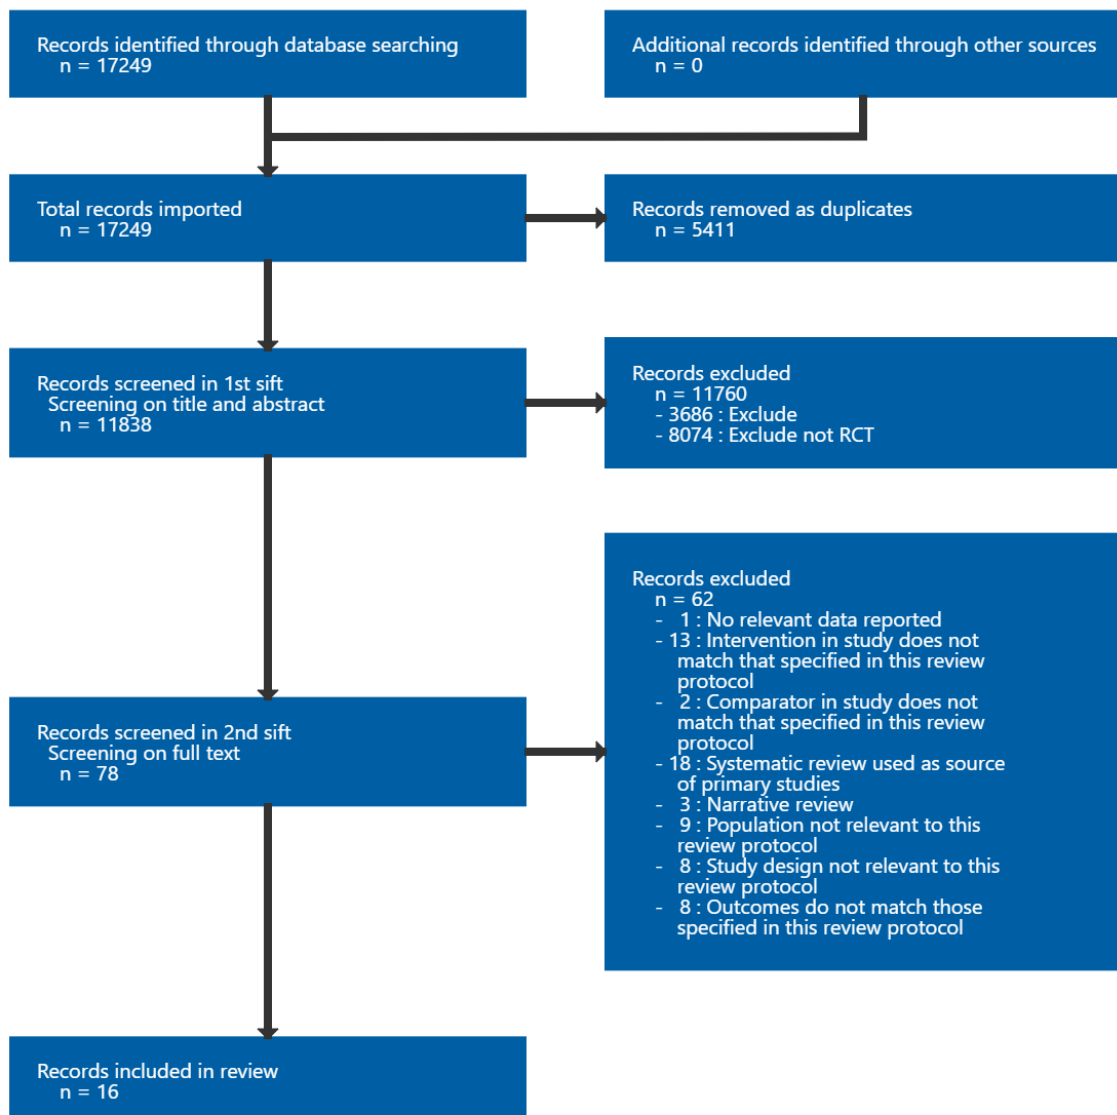 Records identified through database searching
n = 17249
Additional records identified through other sources
n = 0
Total records imported
n = 17249
Records removed as duplicates
n = 5411
Records screened in 1st sift
Screening on title and abstract
n = 11838
Records excluded
n = 11760
- 3686 : Exclude
- 8074 : Exclude not RCT
Records screened in 2nd sift
Screening on full text
n = 78
Records excluded
n = 62
- 1 : No relevant data reported
- 13 : Intervention in study does not
match that specified in this review
protocol
- 2 : Comparator in study does not
match that specified in this review
protocol
- 18 : Systematic review used as source
of primary studies
- 3 : Narrative review
- 9 : Population not relevant to this
review protocol
- 8 : Study design not relevant to this
review protocol
- 8 : Outcomes do not match those
specified in this review protocol
Records included in review
n = 16